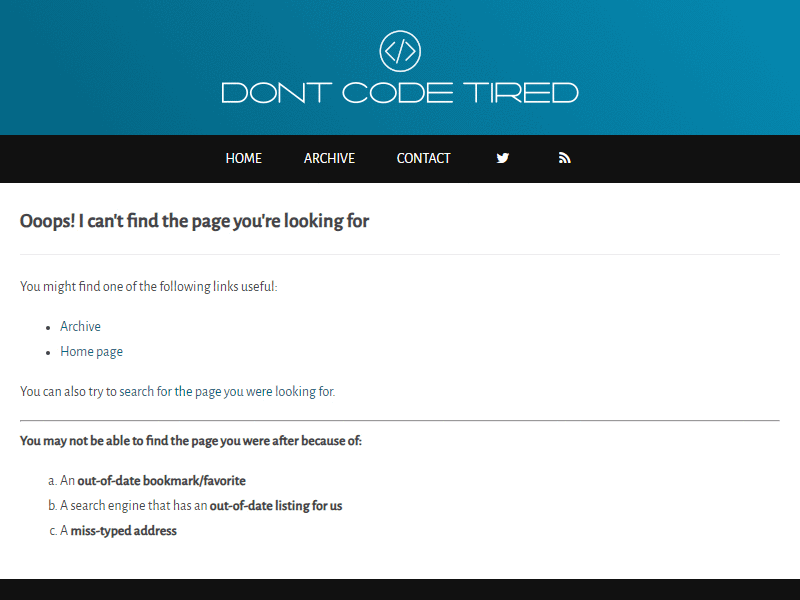 </>
DONT CODE TIRED
HOME ARCHIVE CONTACT
Ooops! I can't find the page you're looking for
You might find one of the following links useful:
• Archive
• Home page
You can also try to search for the page you were looking for.
You may not be able to find the page you were after because of:
a. An out-of-date bookmark/favorite
b. A search engine that has an out-of-date listing for us
c. A miss-typed address